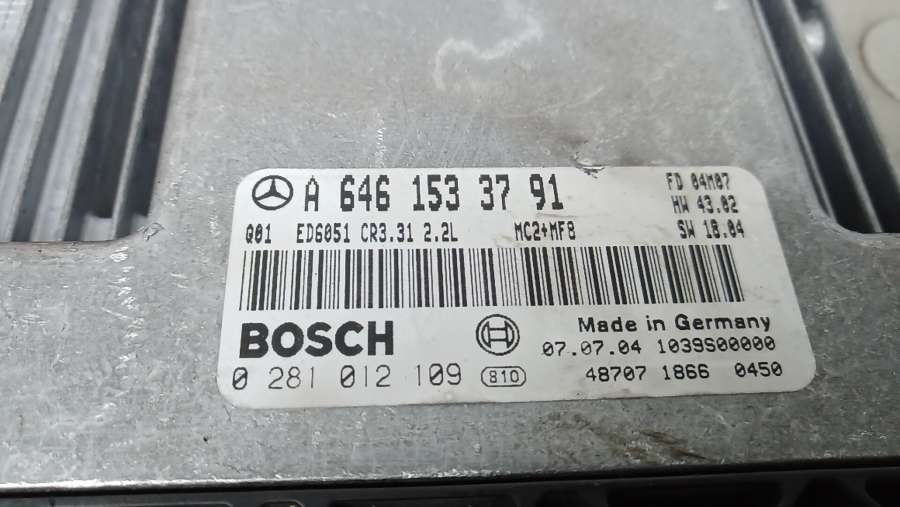 A 646 153 37 91
FD 04M07
HW 43.02
Q01 ED6051 CR3.31 2.2L MC2+MF8 SW 18.04
BOSCH
Made in Germany
07.07.04 1039S00000
0 281 012 109 810 48707 1866 0450